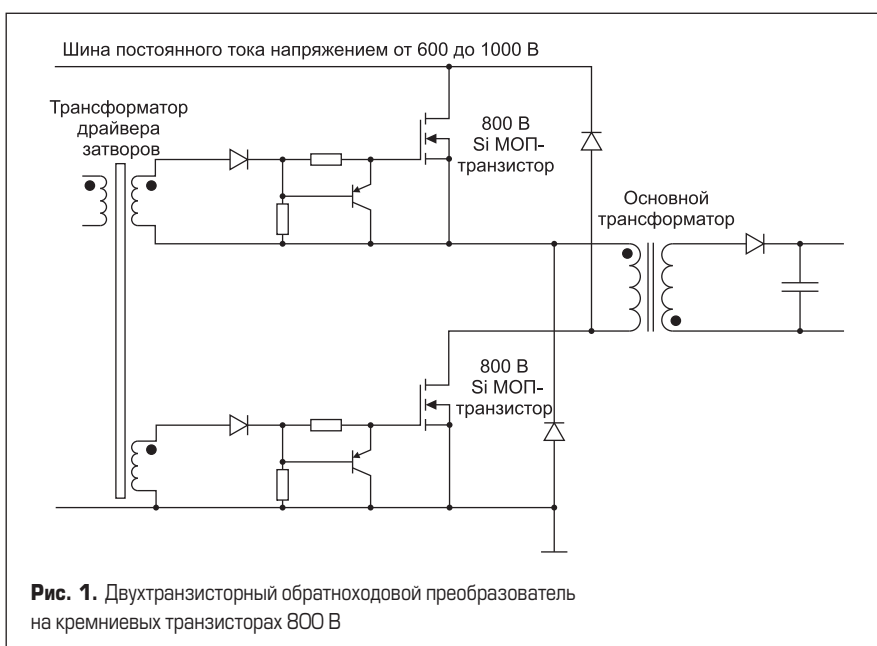 Шина постоянного тока напряжением от 600 до 1000 В
Трансформатор
драйвера
затворов
800 В
Si МОП-
транзистор
Основной
трансформатор
800 В
Si МОП-
транзистор
Рис. 1. Двухтранзисторный обратноходовой преобразователь
на кремниевых транзисторах 800 В